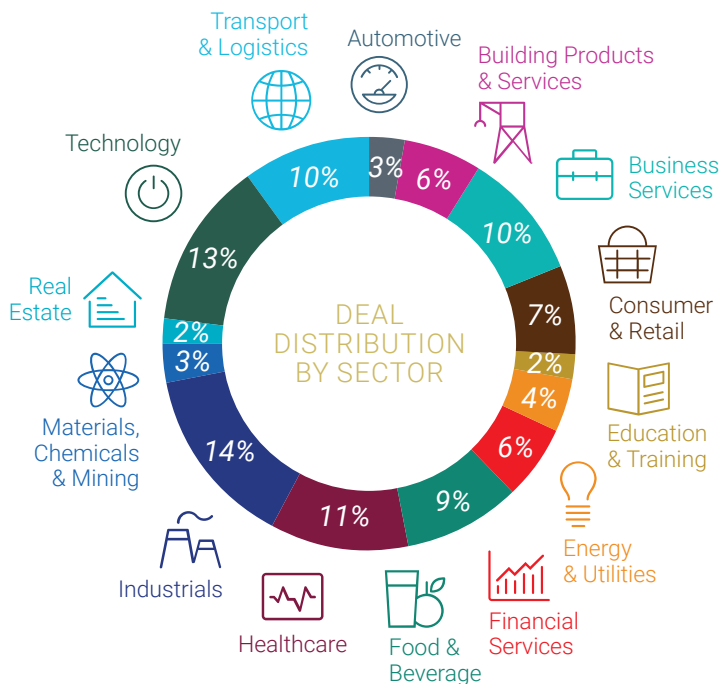 Transport
& Logistics
Automotive
Building Products
& Services
Technology
Business
Services
10%
3%
6%
10%
13%
Real
Estate
Consumer
& Retail
7%
2%
DEAL
DISTRIBUTION
BY SECTOR
2%
3%
4%
Materials,
Chemicals
& Mining
Education
& Training
14%
6%
9%
11%
Energy
& Utilities
Industrials
Financial
Services
Healthcare
Food &
Beverage